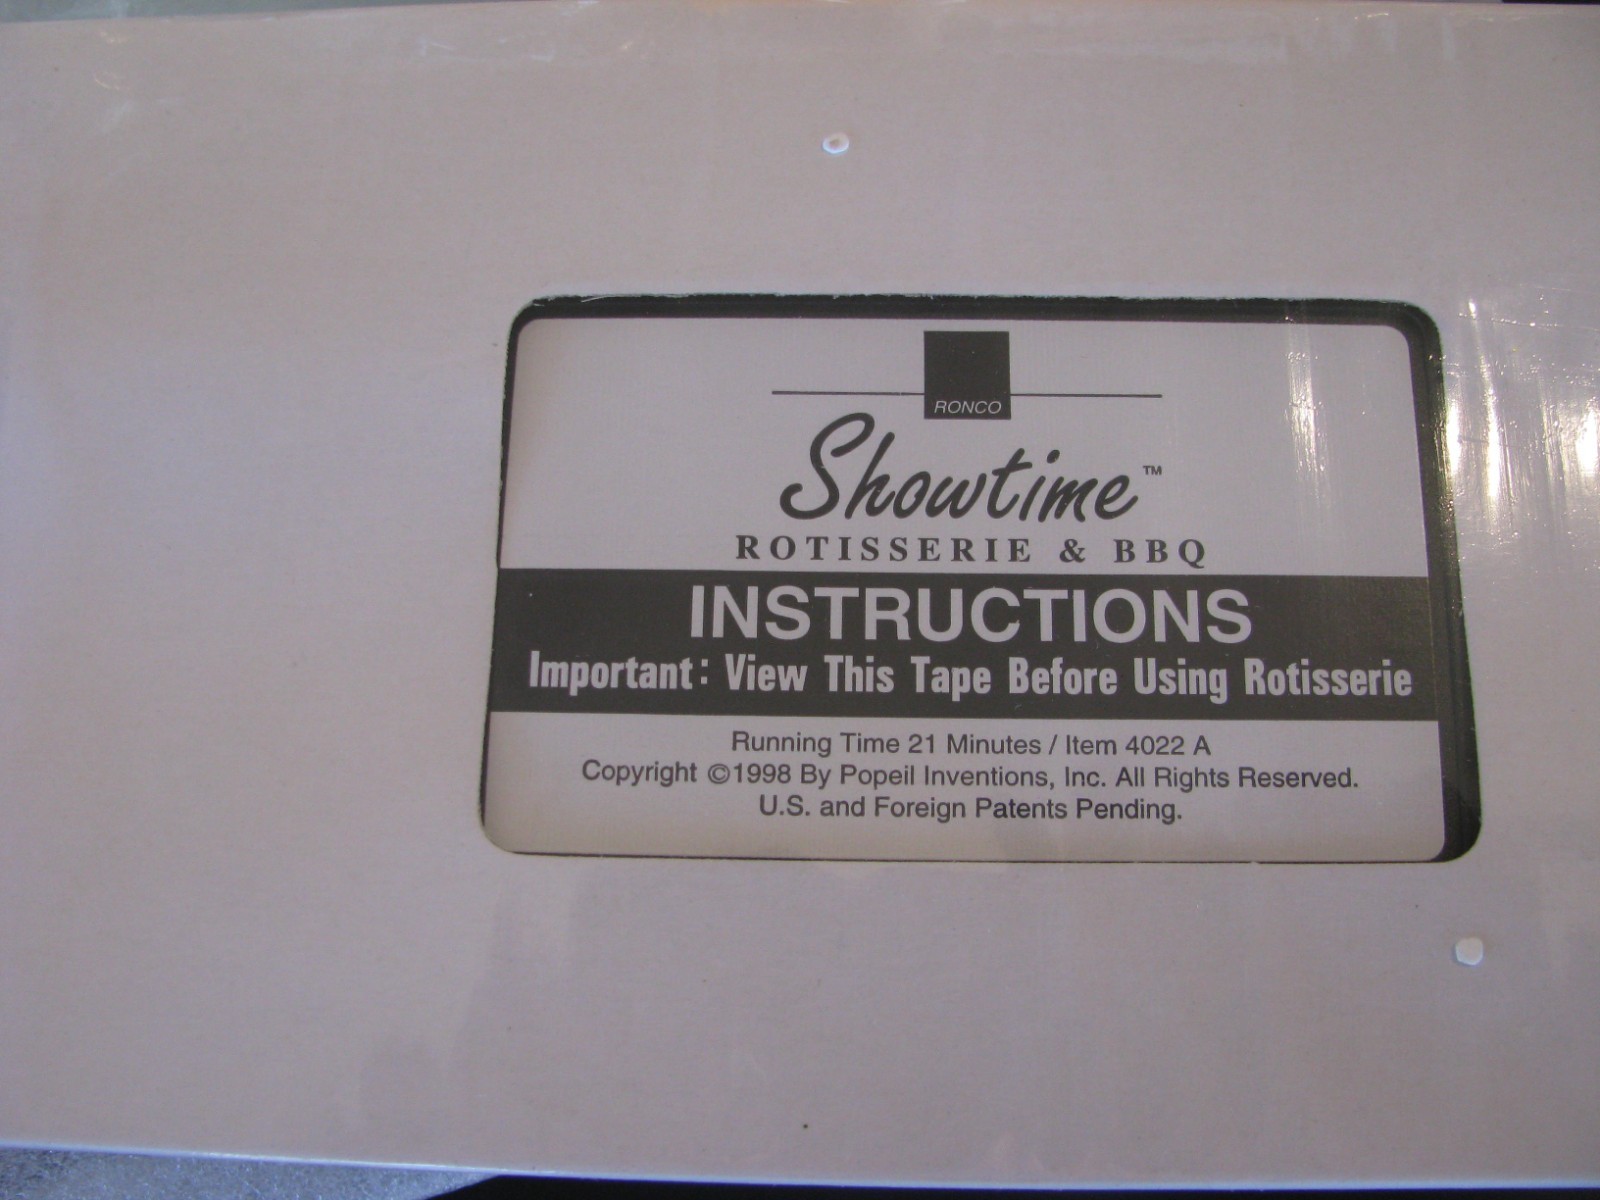 RONCO
Showtime™
ROTISSERIE & BBQ
INSTRUCTIONS
Important: View This Tape Before Using Rotisserie
Running Time 21 Minutes / Item 4022 A
Copyright ©1998 By Popeil Inventions, Inc. All Rights Reserved.
U.S. and Foreign Patents Pending.